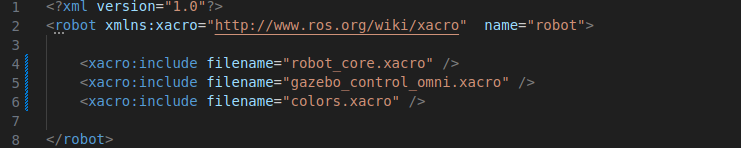 1 <?xml version="1.0"?>
2 <robot xmlns:xacro="http://www.ros.org/wiki/xacro"  name="robot">
3
4     <xacro:include filename="robot_core.xacro" />
5     <xacro:include filename="gazebo_control_omni.xacro" />
6     <xacro:include filename="colors.xacro" />
7
8 </robot>